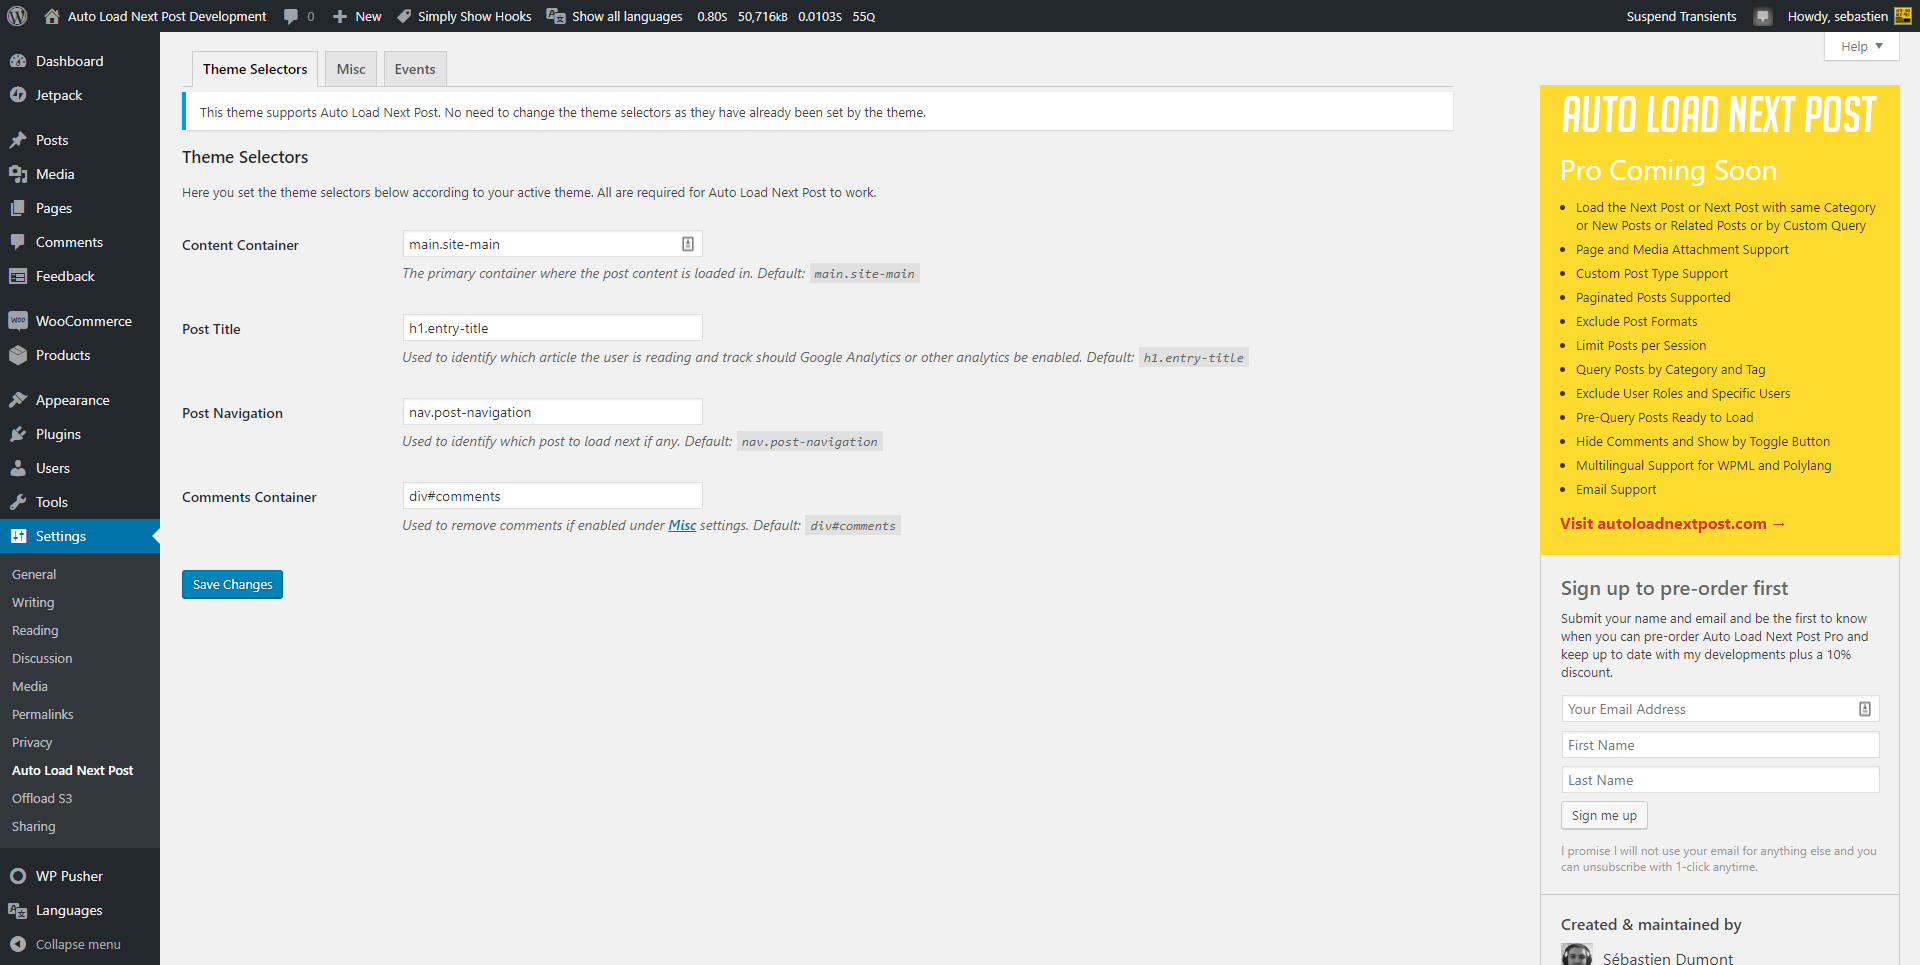 Auto Load Next Post Development
0
New
Simply Show Hooks
Show all languages
0.80S 50,716KB 0.0103S 55Q
Suspend Transients
Howdy, sebastien
Help
Dashboard
Jetpack
Posts
Media
Pages
Comments
Feedback
WooCommerce
Products
Appearance
Plugins
Users
Tools
Settings
General
Writing
Reading
Discussion
Media
Permalinks
Privacy
Auto Load Next Post
Offload S3
Sharing
WP Pusher
Languages
Collapse menu
Theme Selectors
Misc
Events
This theme supports Auto Load Next Post. No need to change the theme selectors as they have already been set by the theme.
Theme Selectors
Here you set the theme selectors below according to your active theme. All are required for Auto Load Next Post to work.
Content Container
main.site-main
The primary container where the post content is loaded in. Default: main.site-main
Post Title
h1.entry-title
Used to identify which article the user is reading and track should Google Analytics or other analytics be enabled. Default: h1.entry-title
Post Navigation
nav.post-navigation
Used to identify which post to load next if any. Default: nav.post-navigation
Comments Container
div#comments
Used to remove comments if enabled under Misc settings. Default: div#comments
Save Changes
AUTO LOAD NEXT POST
Pro Coming Soon
• Load the Next Post or Next Post with same Category
or New Posts or Related Posts or by Custom Query
• Page and Media Attachment Support
• Custom Post Type Support
• Paginated Posts Supported
• Exclude Post Formats
• Limit Posts per Session
• Query Posts by Category and Tag
• Exclude User Roles and Specific Users
• Pre-Query Posts Ready to Load
• Hide Comments and Show by Toggle Button
• Multilingual Support for WPML and Polylang
• Email Support
Visit autoloadnextpost.com →
Sign up to pre-order first
Submit your name and email and be the first to know
when you can pre-order Auto Load Next Post Pro and
keep up to date with my developments plus a 10%
discount.
Your Email Address
First Name
Last Name
Sign me up
I promise I will not use your email for anything else and you
can unsubscribe with 1-click anytime.
Created & maintained by
Sébastien Dumont